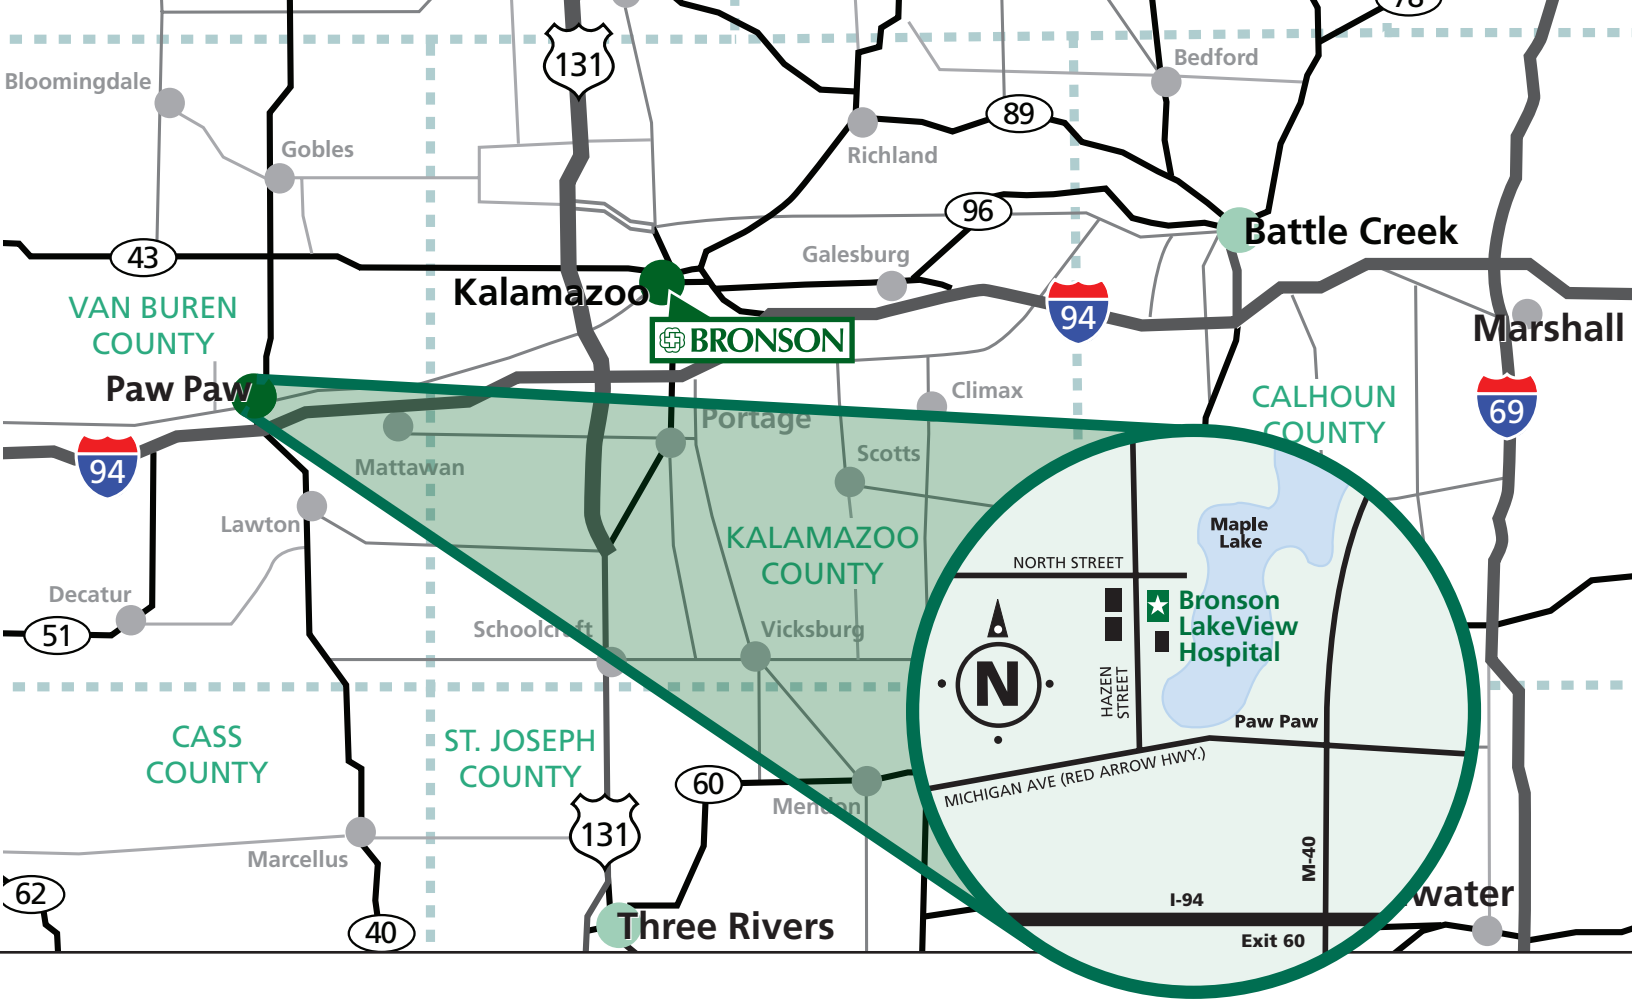 78
131
Bedford
Bloomingdale
89
Gobles
Richland
96
Battle Creek
43
Galesburg
Kalamazoo
94
VAN BUREN
COUNTY
BRONSON
Marshall
Paw Paw
Climax
CALHOUN
COUNTY
69
Portage
94
Mattawan
Scotts
Lawton
KALAMAZOO
COUNTY
Maple
Lake
NORTH STREET
Decatur
Bronson
LakeView
Hospital
51
Schoolcraft
Vicksburg
N
HAZEN
STREET
Paw Paw
CASS
COUNTY
ST. JOSEPH
COUNTY
MICHIGAN AVE (RED ARROW HWY.)
60
Mendon
131
Marcellus
M-40
62
water
I-94
40
Three Rivers
Exit 60